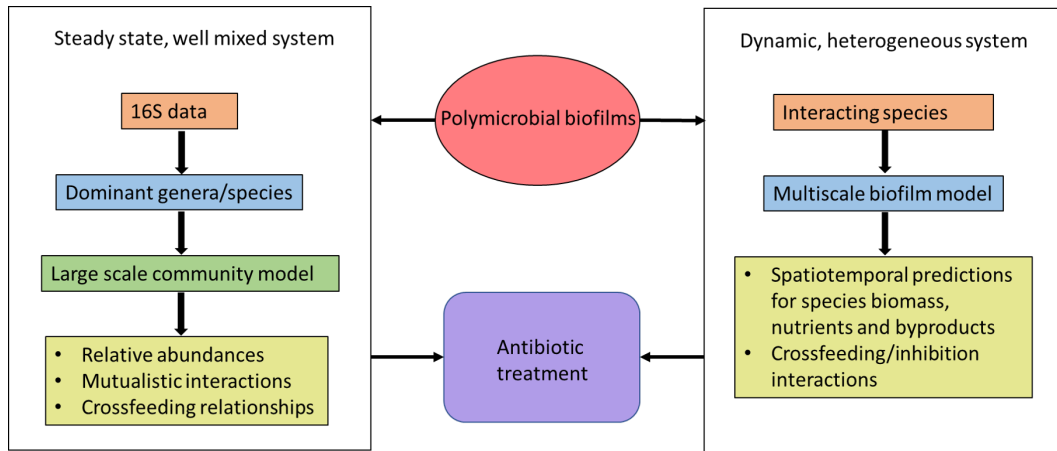 Steady state, well mixed system
16S data
Dominant genera/species
Large scale community model
• Relative abundances
• Mutualistic interactions
• Crossfeeding relationships
Polymicrobial biofilms
Antibiotic
treatment
Dynamic, heterogeneous system
Interacting species
Multiscale biofilm model
• Spatiotemporal predictions
for species biomass,
nutrients and byproducts
• Crossfeeding/inhibition
interactions